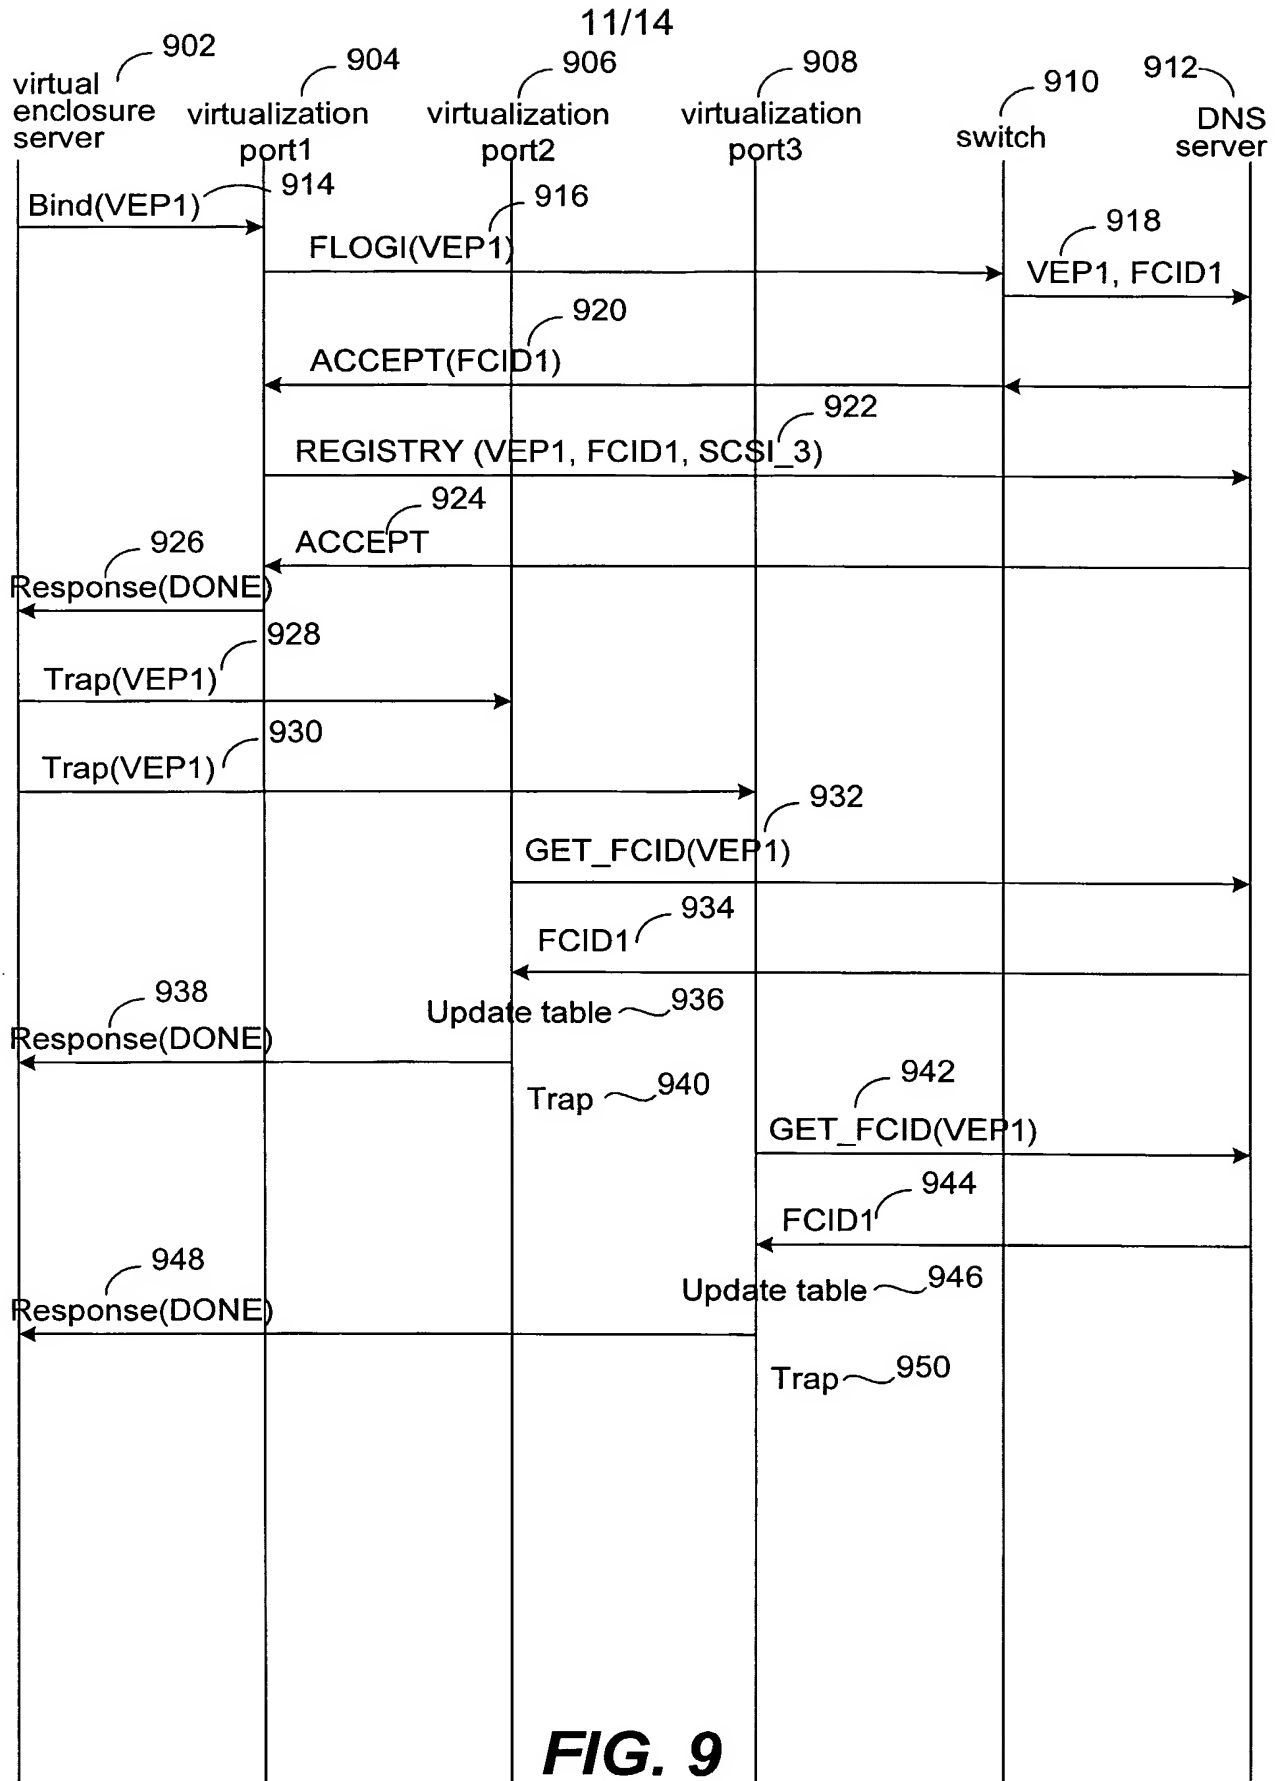 11/14
902
virtual
enclosure
server
904
virtualization
port1
906
virtualization
port2
908
virtualization
port3
910
switch
912
DNS
server
Bind(VEP1)
914
FLOGI(VEP1)
916
918
VEP1, FCID1
920
ACCEPT(FCID1)
922
REGISTRY (VEP1, FCID1, SCSI_3)
924
ACCEPT
926
Response(DONE)
928
Trap(VEP1)
930
Trap(VEP1)
932
GET_FCID(VEP1)
934
FCID1
Update table 936
938
Response(DONE)
Trap 940
942
GET_FCID(VEP1)
944
FCID1
Update table 946
948
Response(DONE)
Trap 950
FIG. 9